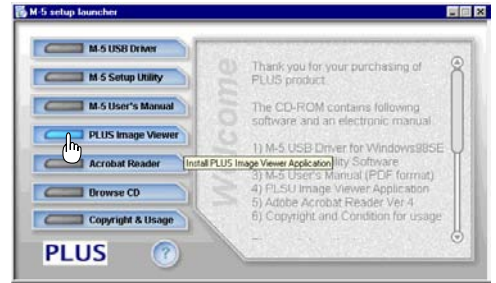 M-5 setup launcher
M-5 USB Driver
M-5 Setup Utility
M-5 User's Manual
PLUS Image Viewer
Acrobat Reader
Browse CD
Copyright & Usage
PLUS
?
Welcome
Thank you for your purchasing of
PLUS product.
The CD-ROM contains following
software and an electronic manual.
1) M-5 USB Driver for Windows98SE
Install PLUS Image Viewer Application
ity Software
3) M-5 User's Manual (PDF format)
4) PLSU Image Viewer Application
5) Adobe Acrobat Reader Ver 4
6) Copyright and Condition for usage